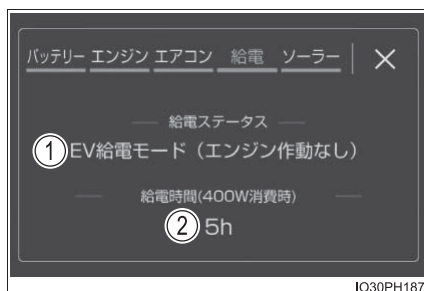 バッテリー エンジン エアコン 給電 ソーラー ×
給電ステータス
① EV給電モード（エンジン作動なし）
給電時間(400W消費時)
② 5h
IO30PH187